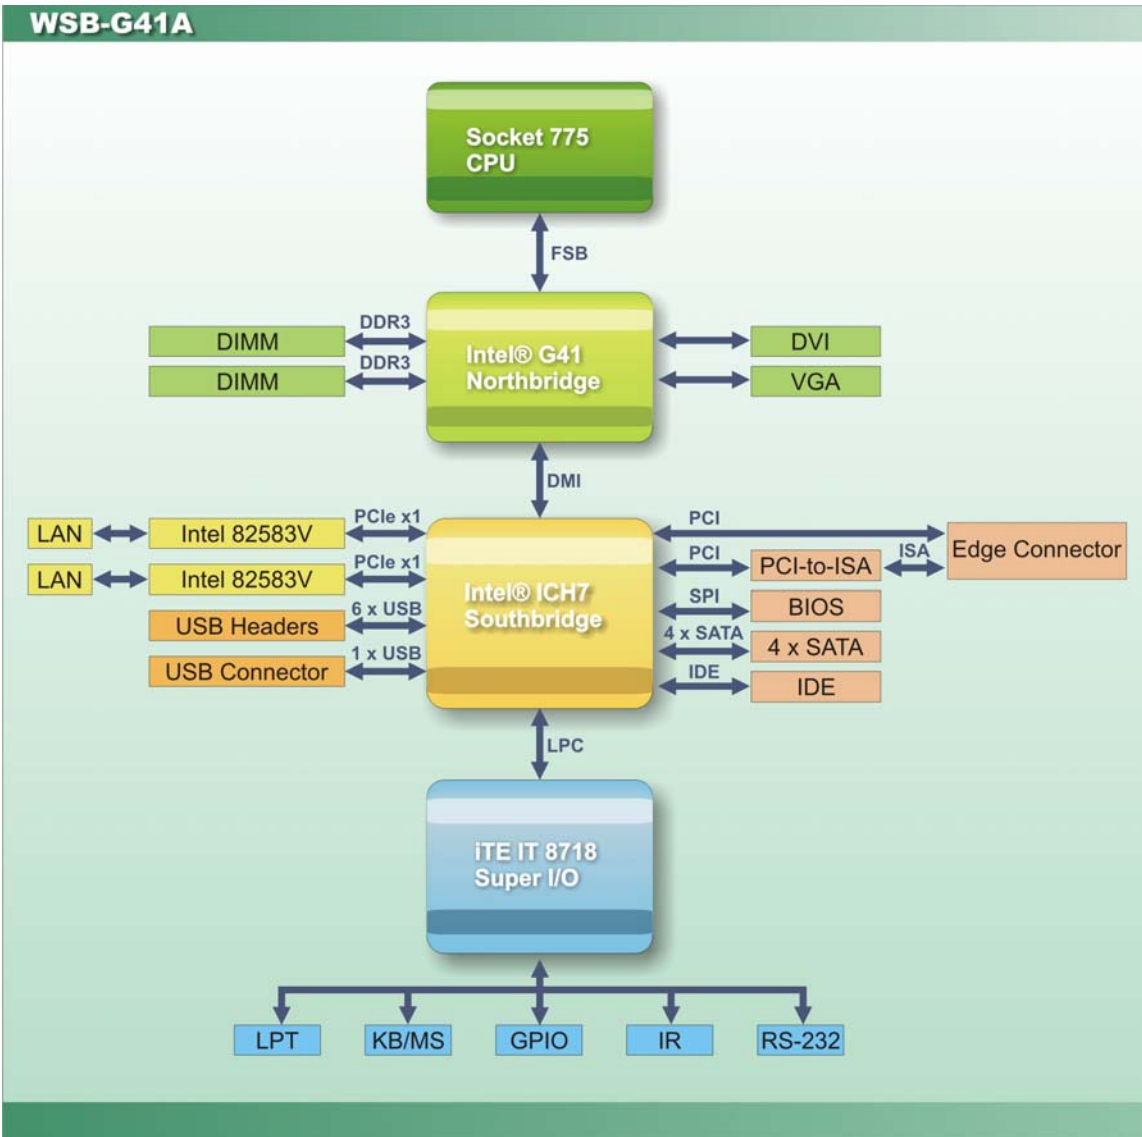 WSB-G41A
Socket 775
CPU
FSB
DDR3
DIMM
DDR3
DIMM
Intel® G41
Northbridge
DVI
VGA
DMI
LAN
Intel 82583V
PCIe x1
LAN
Intel 82583V
PCIe x1
USB Headers
6 x USB
USB Connector
1 x USB
Intel® ICH7
Southbridge
PCI
Edge Connector
PCI
PCI-to-ISA
ISA
SPI
BIOS
4 x SATA
4 x SATA
IDE
IDE
LPC
iTE IT 8718
Super I/O
LPT
KB/MS
GPIO
IR
RS-232